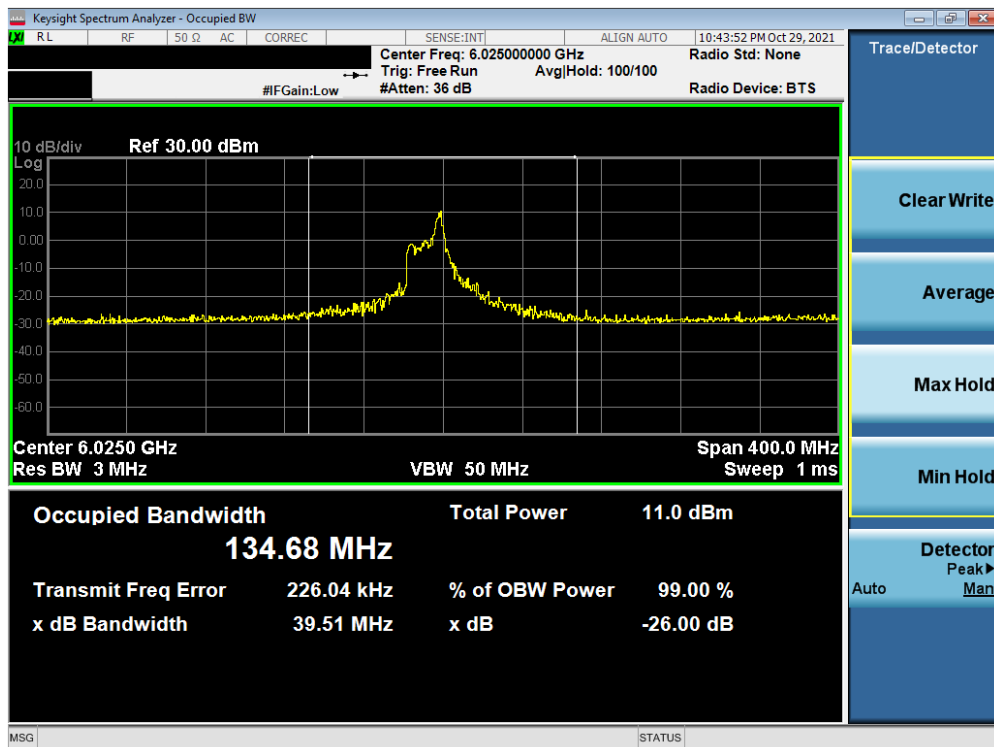 Keysight Spectrum Analyzer - Occupied BW
LXI RL RF 50 Ω AC CORREC SENSE:INT ALIGN AUTO 10:43:52 PM Oct 29, 2021
Center Freq: 6.025000000 GHz Radio Std: None
Trig: Free Run Avg|Hold: 100/100
#IFGain:Low #Atten: 36 dB Radio Device: BTS
Trace/Detector
10 dB/div Ref 30.00 dBm
Log
20.0
10.0
0.00
-10.0
-20.0
-30.0
-40.0
-50.0
-60.0
Center 6.0250 GHz Span 400.0 MHz
Res BW 3 MHz VBW 50 MHz Sweep 1 ms
Occupied Bandwidth Total Power 11.0 dBm
134.68 MHz
Transmit Freq Error 226.04 kHz % of OBW Power 99.00 %
x dB Bandwidth 39.51 MHz x dB -26.00 dB
Clear Write
Average
Max Hold
Min Hold
Detector
Peak▶
Auto Man
MSG STATUS